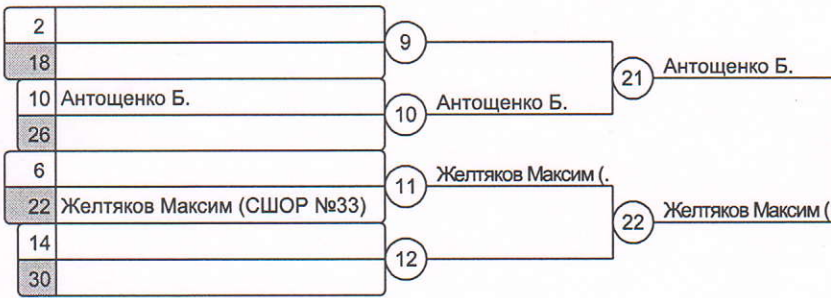 2
9
18
21 Антощенко Б.
10 Антощенко Б.
10 Антощенко Б.
26
6
11 Желтяков Максим (.
22 Желтяков Максим (СШОР №33)
22 Желтяков Максим (
14
12
30